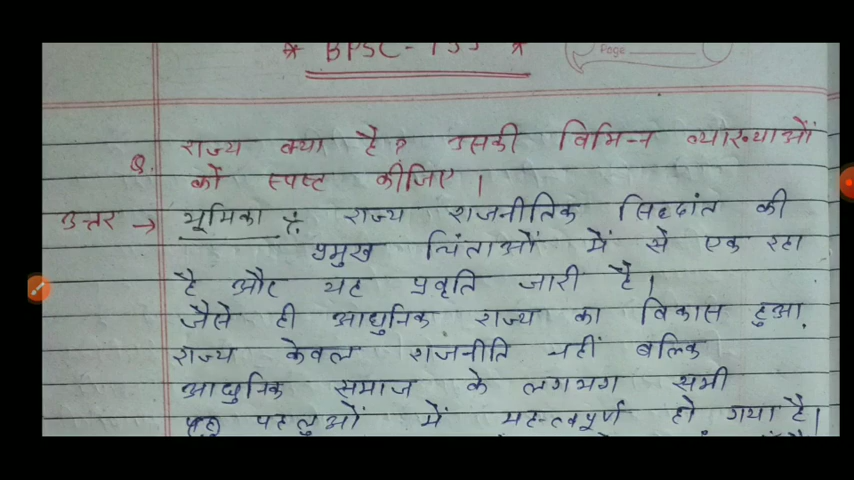 * BPSC - 133 *
Page
राज्य क्या है? उसकी विभिन्न व्याख्याओं
Q.
को स्पष्ट कीजिए।
उत्तर → भूमिका :- राज्य राजनीतिक सिद्धांत की
प्रमुख चिंताओं में से एक रहा
है और यह प्रवृति जारी है।
जैसे ही आधुनिक राज्य का विकास हुआ,
राज्य केवल राजनीति नहीं बल्कि
आधुनिक समाज के लगभग सभी
पहलुओं में महत्वपूर्ण हो गया है।